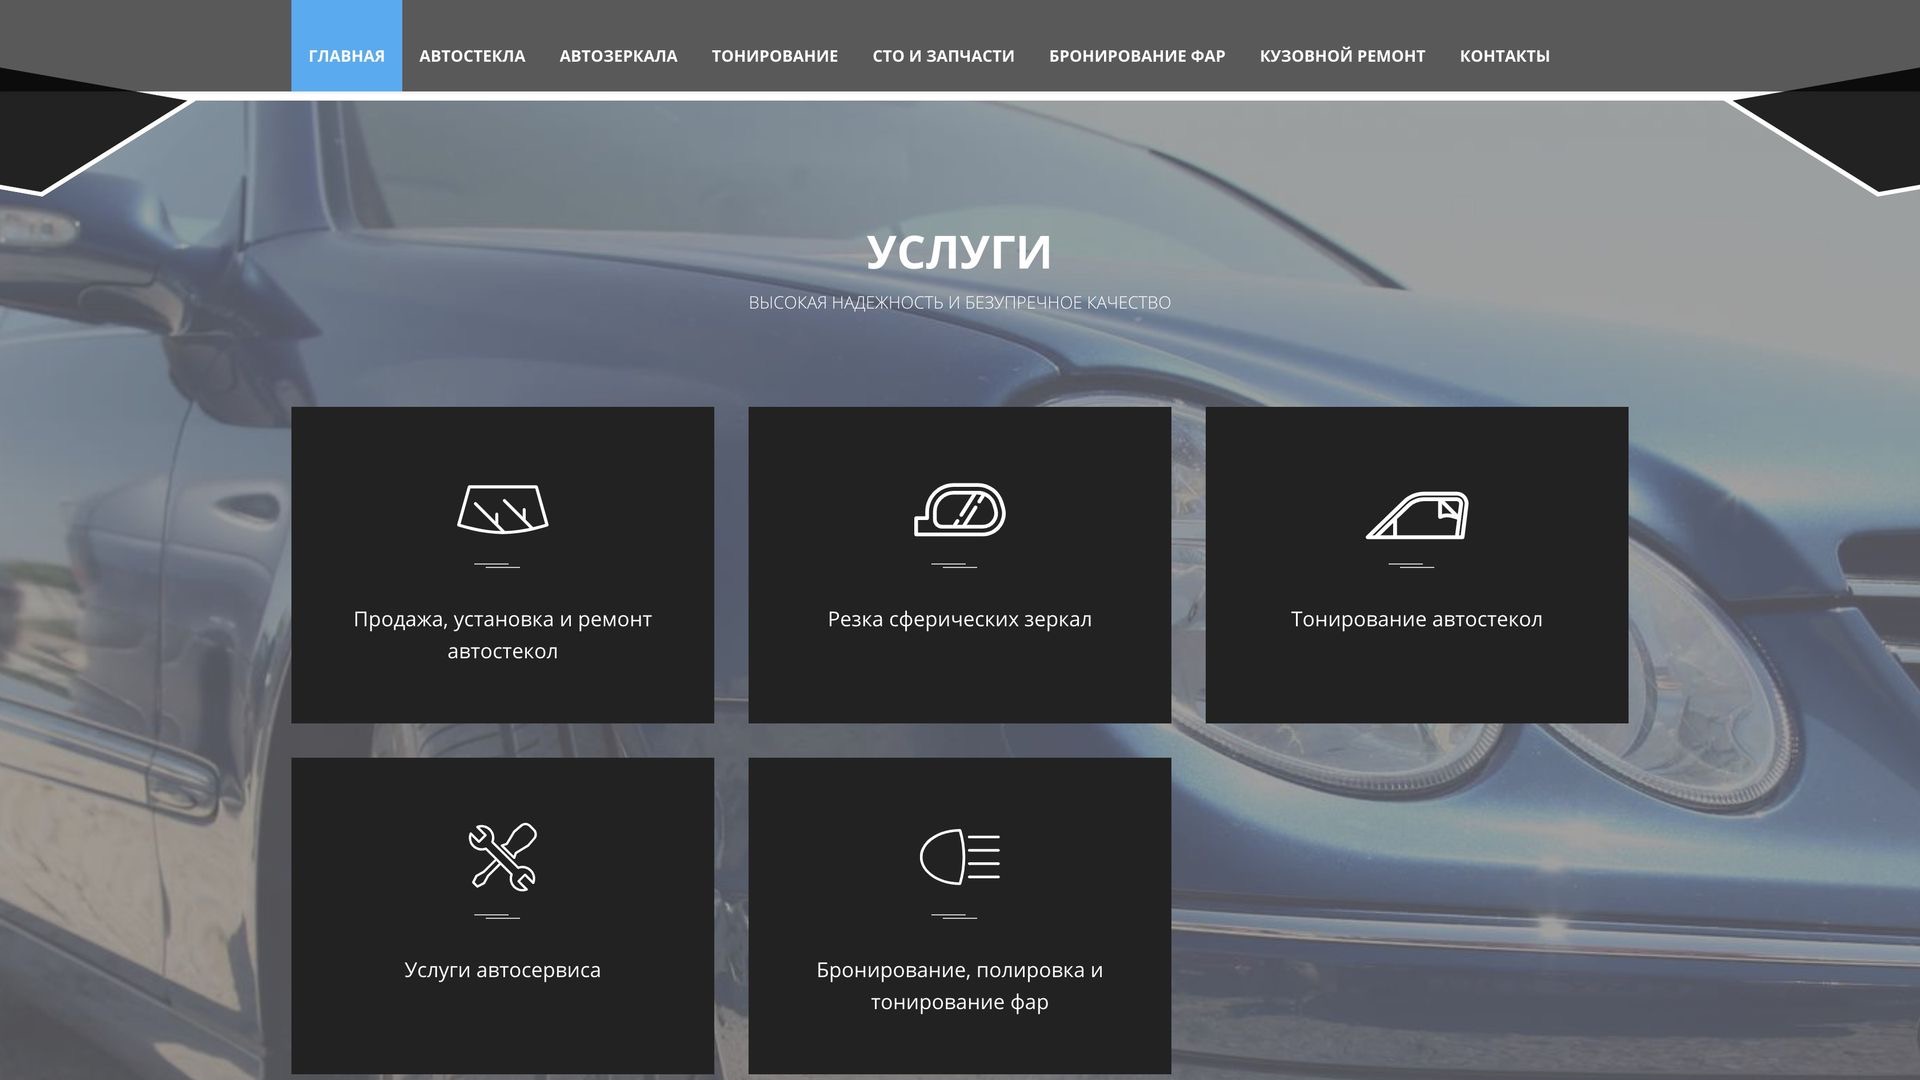 ГЛАВНАЯ АВТОСТЕКЛА АВТОЗЕРКАЛА ТОНИРОВАНИЕ СТО И ЗАПЧАСТИ БРОНИРОВАНИЕ ФАР КУЗОВНОЙ РЕМОНТ КОНТАКТЫ
УСЛУГИ
ВЫСОКАЯ НАДЕЖНОСТЬ И БЕЗУПРЕЧНОЕ КАЧЕСТВО
Продажа, установка и ремонт
автостекол
Резка сферических зеркал
Тонирование автостекол
Услуги автосервиса
Бронирование, полировка и
тонирование фар